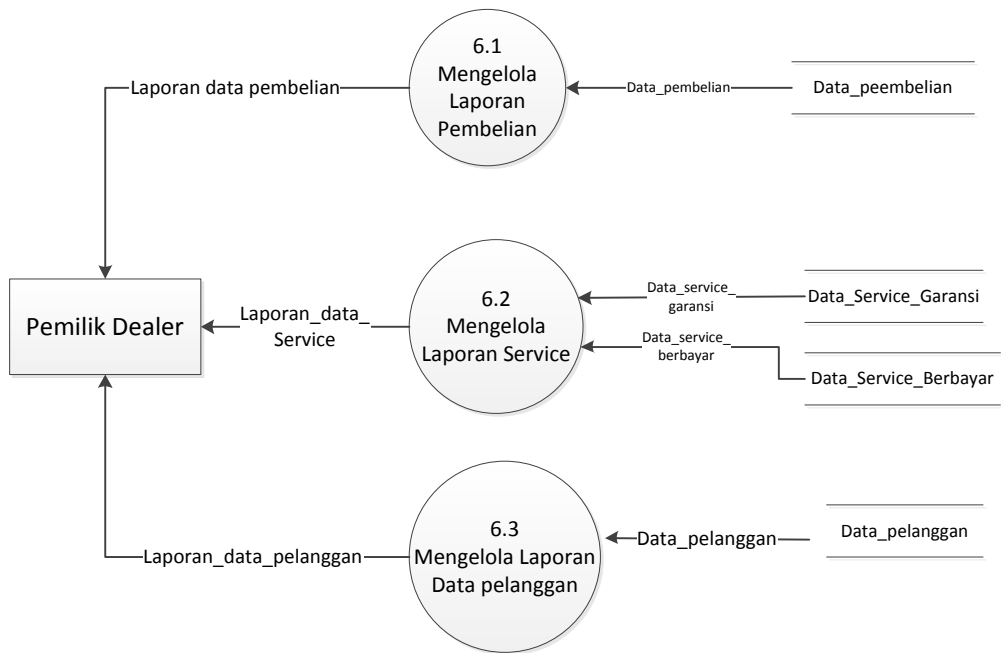 6.1
Mengelola
Laporan
Pembelian
Laporan data pembelian
Data_pembelian
Data_peembelian
Pemilik Dealer
Laporan_data_
Service
6.2
Mengelola
Laporan Service
Data_service_
garansi
Data_Service_Garansi
Data_service_
berbayar
Data_Service_Berbayar
6.3
Mengelola Laporan
Data pelanggan
Laporan_data_pelanggan
Data_pelanggan
Data_pelanggan